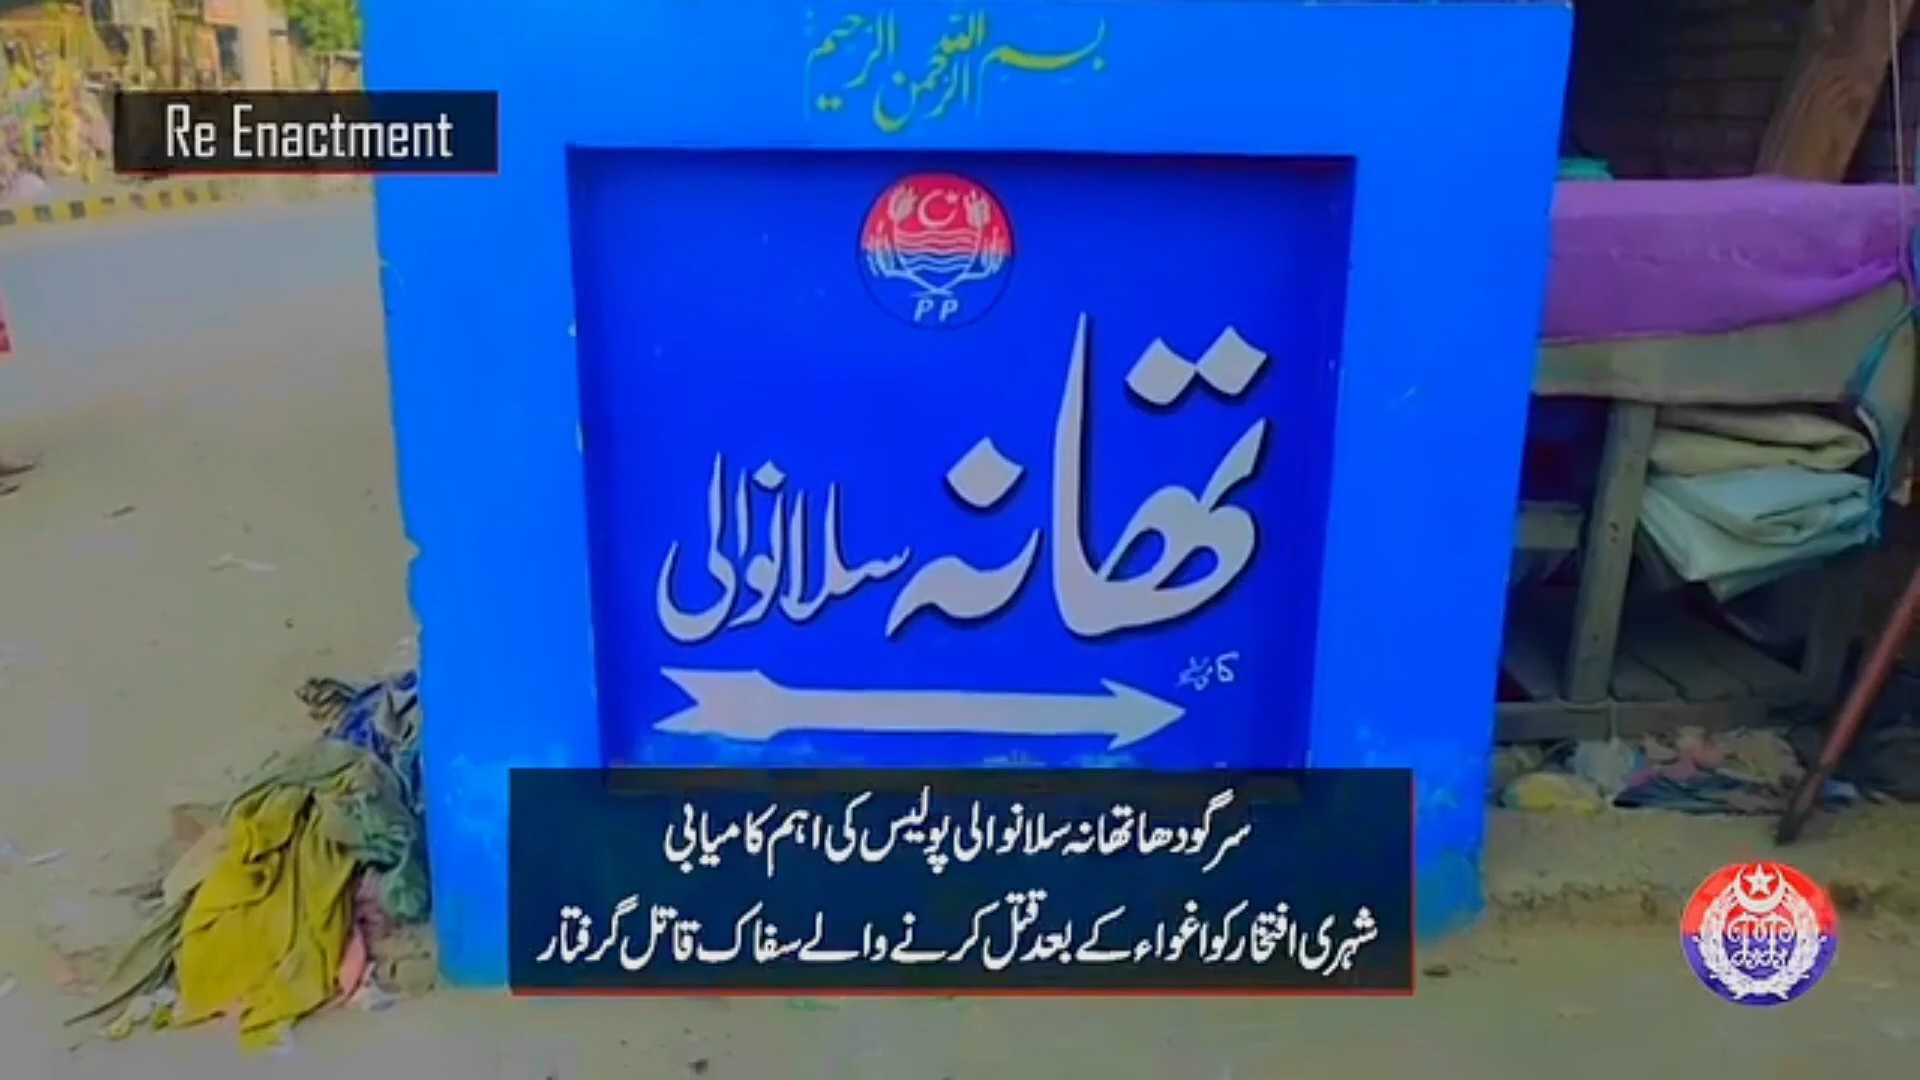 بسم اللہ الرحمن الرحیم
Re Enactment
PP
تھانہ سلانوالی
سرگودھا تھانہ سلانوالی پولیس کی اہم کامیابی
شہری افتخار کو اغواء کے بعد قتل کرنے والے سفاک قاتل گرفتار